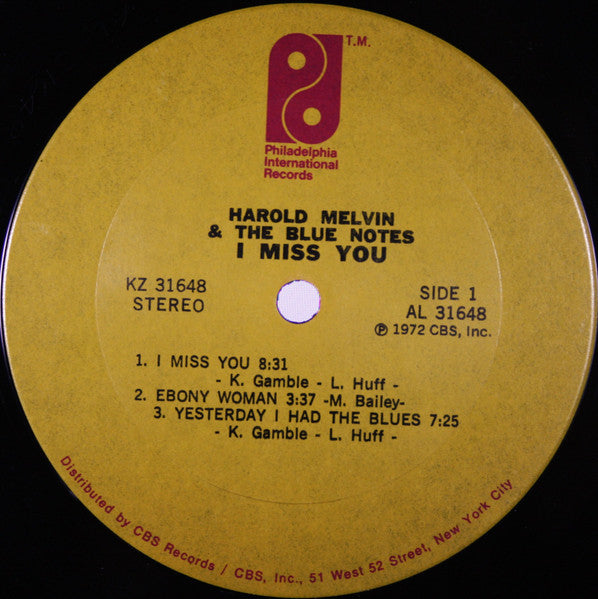 T.M.
Philadelphia
International
Records
HAROLD MELVIN
& THE BLUE NOTES
I MISS YOU
KZ 31648
STEREO
SIDE 1
AL 31648
Ⓟ 1972 CBS, Inc.
1. I MISS YOU 8:31
- K. Gamble - L. Huff -
2. EBONY WOMAN 3:37 -M. Bailey-
3. YESTERDAY I HAD THE BLUES 7:25
- K. Gamble - L. Huff -
Distributed by CBS Records / CBS, Inc., 51 West 52 Street, New York City